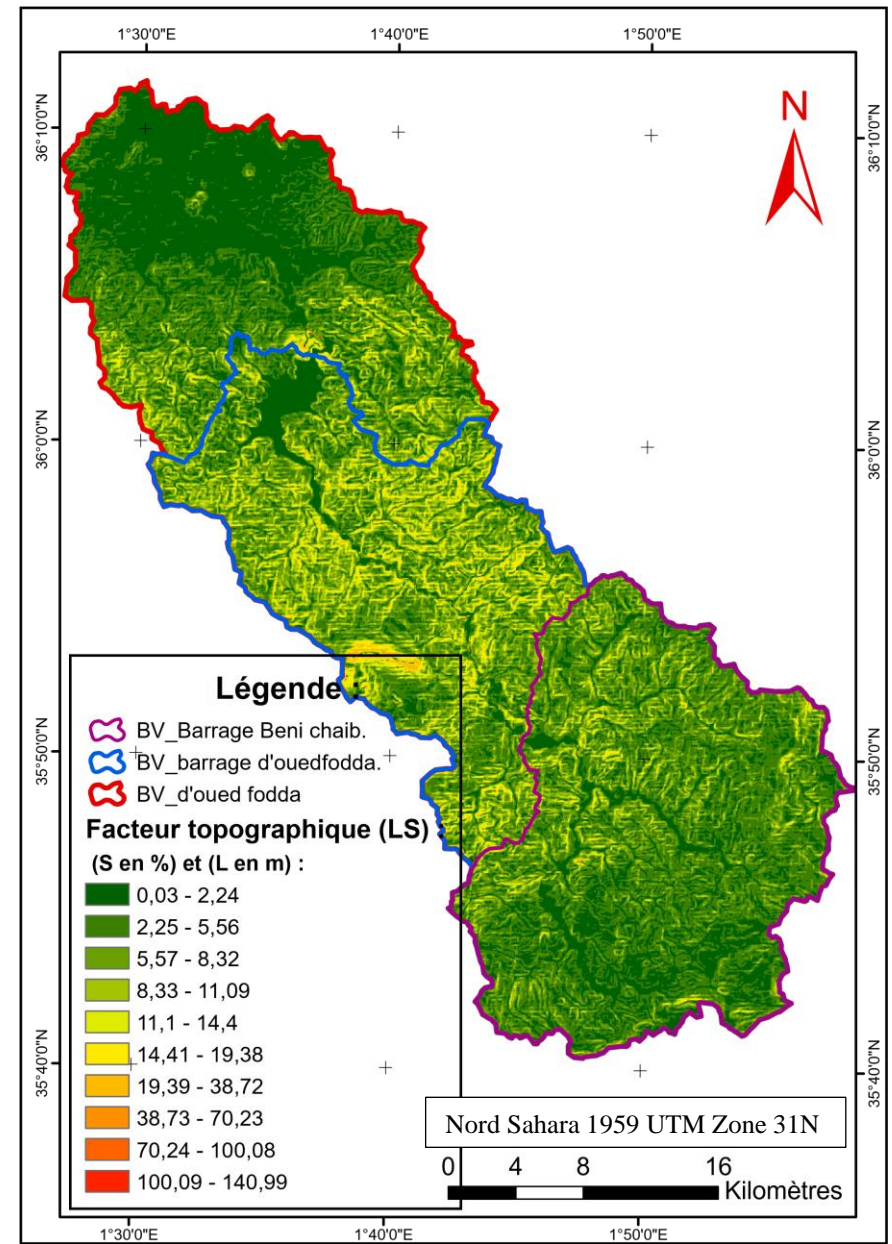 1°30'0"E 1°40'0"E 1°50'0"E
N
36°10'0"N 36°10'0"N
36°0'0"N 36°0'0"N
35°50'0"N 35°50'0"N
35°40'0"N 35°40'0"N
Légende :
BV_Barrage Beni chaib.
BV_barrage d'ouedfodda.
BV_d'oued fodda
Facteur topographique (LS) :
(S en %) et (L en m) :
0,03 - 2,24
2,25 - 5,56
5,57 - 8,32
8,33 - 11,09
11,1 - 14,4
14,41 - 19,38
19,39 - 38,72
38,73 - 70,23
70,24 - 100,08
100,09 - 140,99
Nord Sahara 1959 UTM Zone 31N
0 4 8 16
Kilomètres
1°30'0"E 1°40'0"E 1°50'0"E